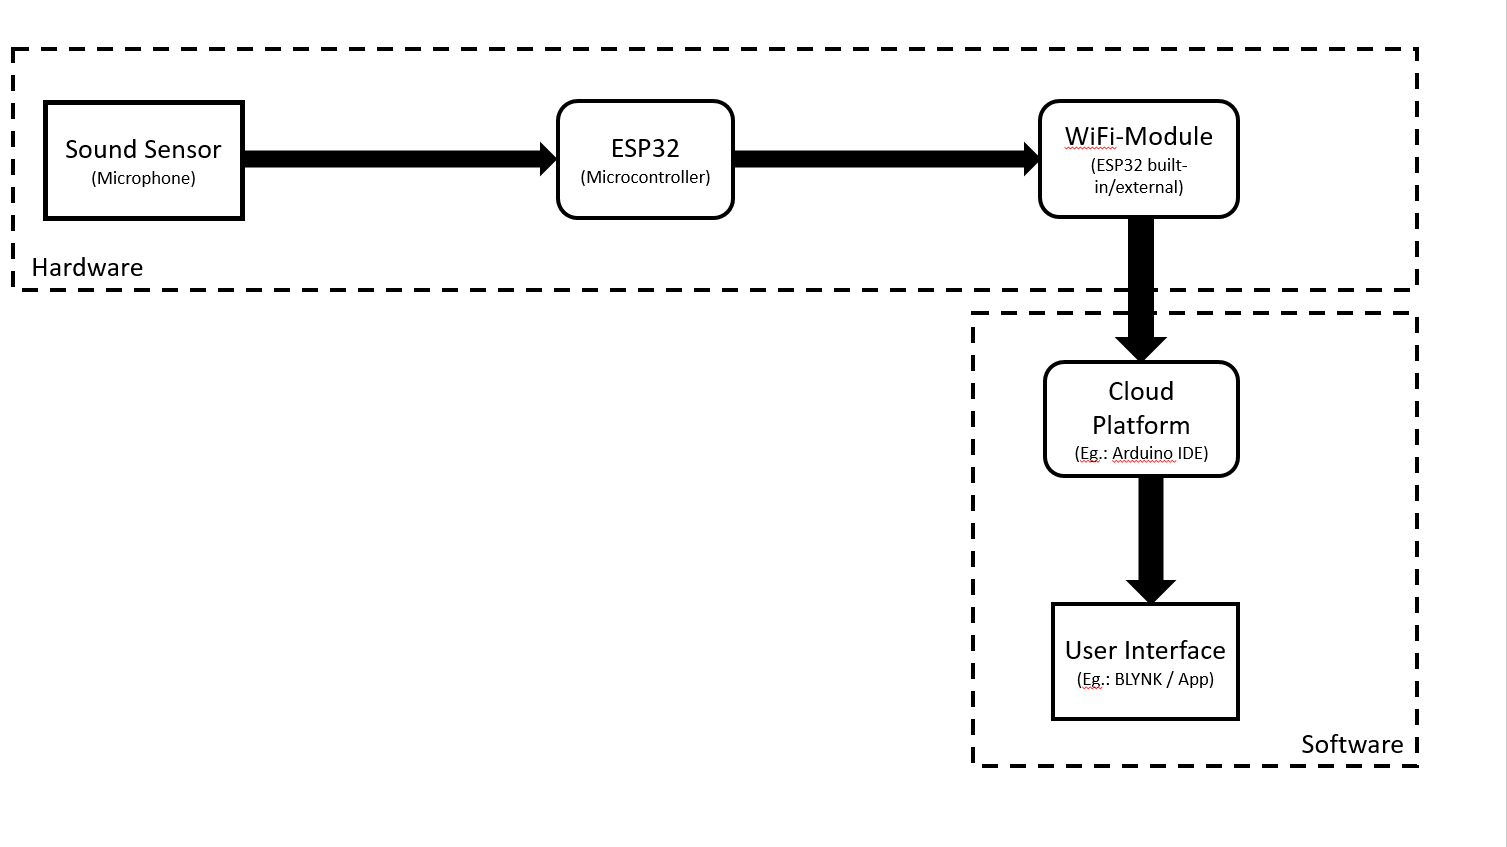 Sound Sensor
(Microphone)
ESP32
(Microcontroller)
WiFi-Module
(ESP32 built-
in/external)
Hardware
Cloud
Platform
(Eg.: Arduino IDE)
User Interface
(Eg.: BLYNK / App)
Software